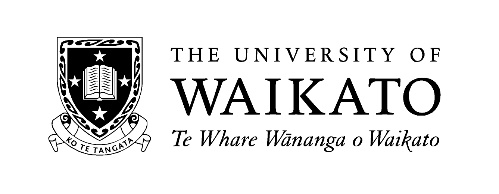 THE UNIVERSITY OF
WAIKATO
Te Whare Wānanga o Waikato
KO TE TANGATA